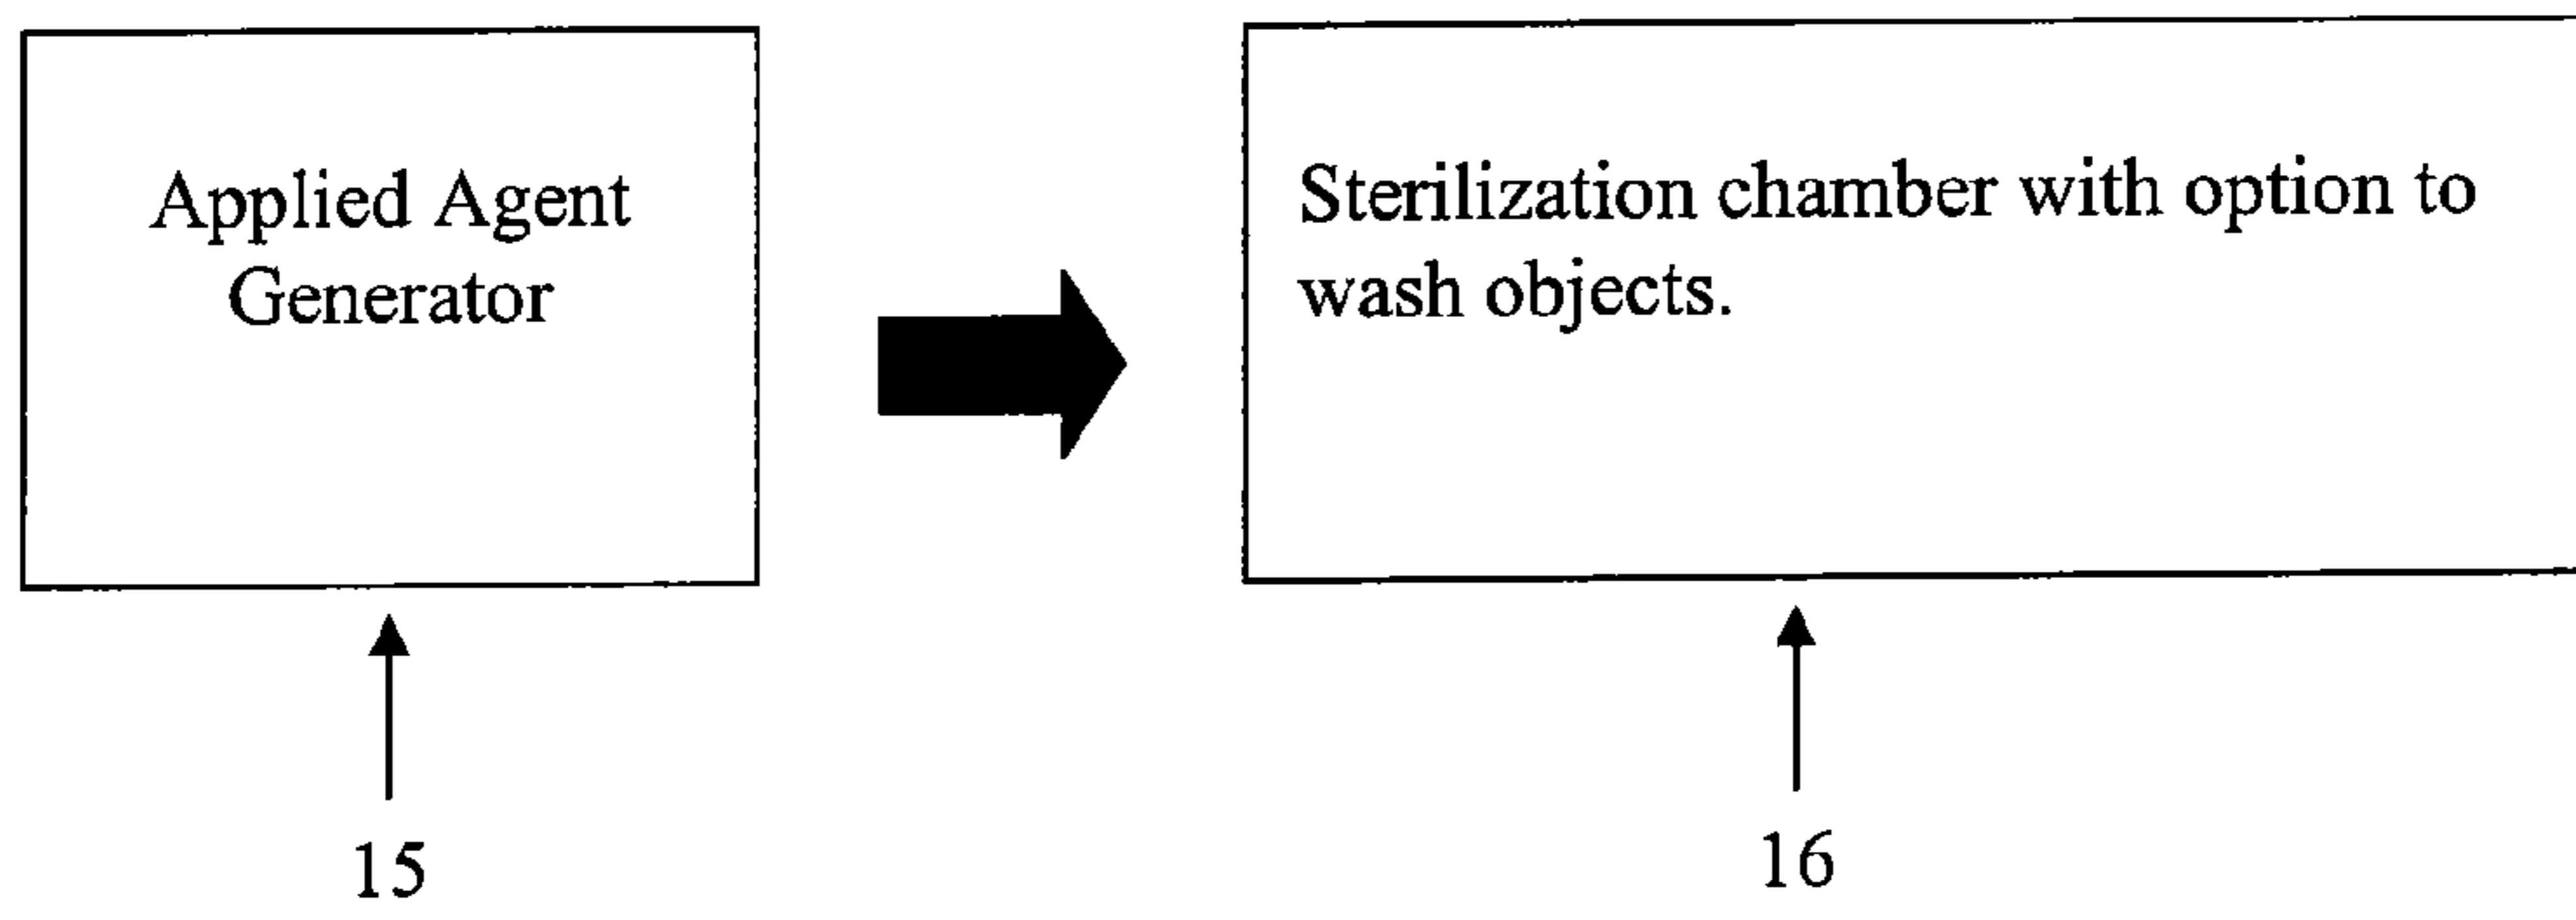 Applied Agent
Generator
Sterilization chamber with option to
wash objects.
15
16